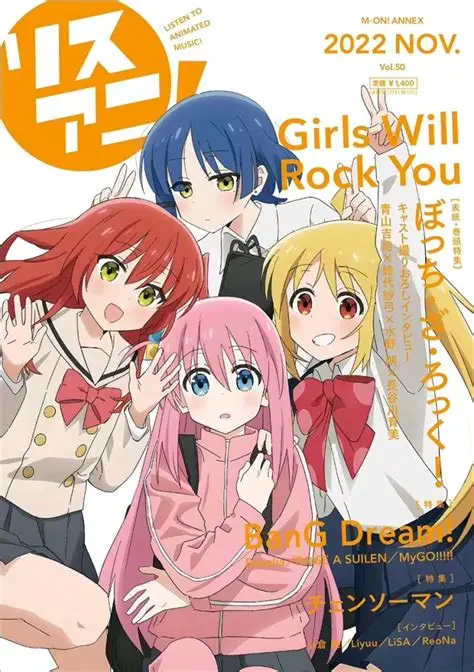 リスアニ!
LISTEN TO
ANIMATED
MUSIC!
M-ON! ANNEX
2022 NOV.
Vol.50
定価 ¥1,400
Girls Will
Rock You
[表紙・巻頭特集]
ぼっち・ざ・ろっく!
キャスト撮りおろしインタビュー
青山吉能×鈴代紗弓×水野 朔×長谷川育美
[特集]
BanG Dream!
A SUILEN/MyGO!!!!!
[特集]
チェンソーマン
[インタビュー]
Liyuu/LiSA/ReoNa